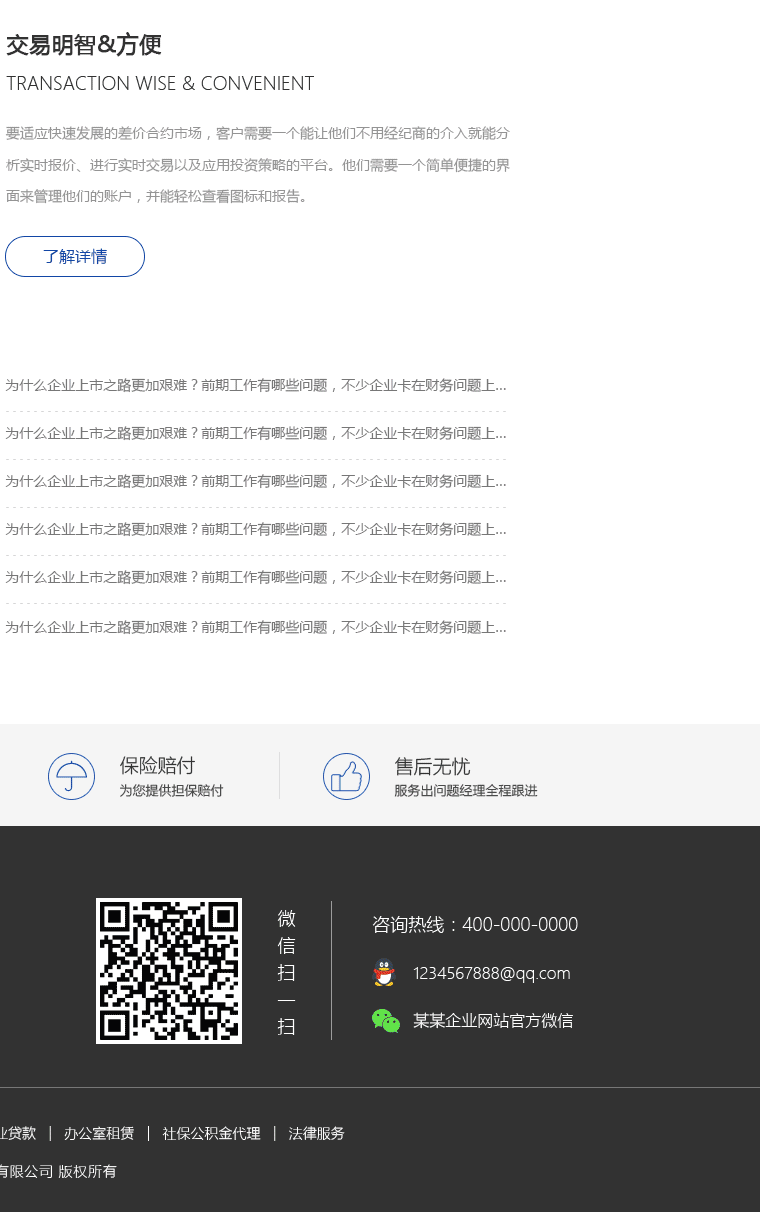 交易明智&方便
TRANSACTION WISE & CONVENIENT
要适应快速发展的差价合约市场，客户需要一个能让他们不用经纪商的介入就能分
析实时报价、进行实时交易以及应用投资策略的平台。他们需要一个简单便捷的界
面来管理他们的账户，并能轻松查看图标和报告。
了解详情
为什么企业上市之路更加艰难？前期工作有哪些问题，不少企业卡在财务问题上...
为什么企业上市之路更加艰难？前期工作有哪些问题，不少企业卡在财务问题上...
为什么企业上市之路更加艰难？前期工作有哪些问题，不少企业卡在财务问题上...
为什么企业上市之路更加艰难？前期工作有哪些问题，不少企业卡在财务问题上...
为什么企业上市之路更加艰难？前期工作有哪些问题，不少企业卡在财务问题上...
为什么企业上市之路更加艰难？前期工作有哪些问题，不少企业卡在财务问题上...
保险赔付
为您提供担保赔付
售后无忧
服务出问题经理全程跟进
微信扫一扫
咨询热线：400-000-0000
1234567888@qq.com
某某企业网站官方微信
业贷款 | 办公室租赁 | 社保公积金代理 | 法律服务
有限公司 版权所有